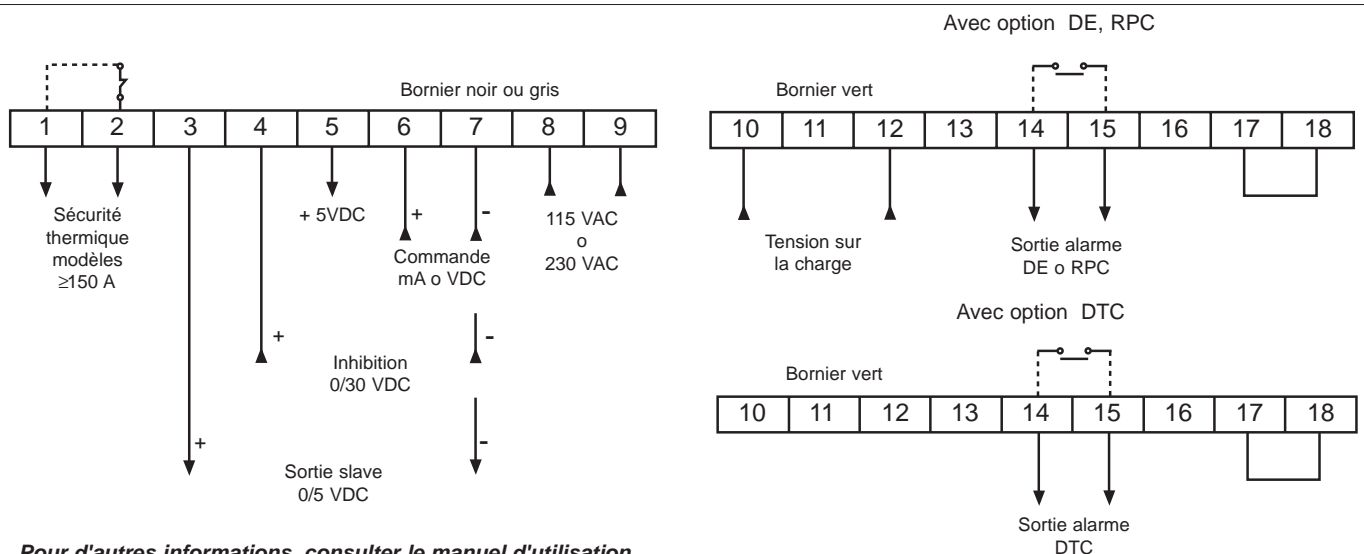 Avec option DE, RPC
Bornier noir ou gris
Bornier vert
1 2 3 4 5 6 7 8 9
10 11 12 13 14 15 16 17 18
Sécurité
thermique
modèles
≥150 A
+ 5VDC
+ -
Commande
mA o VDC
115 VAC
o
230 VAC
Tension sur
la charge
Sortie alarme
DE o RPC
+ -
Inhibition
0/30 VDC
+ -
Sortie slave
0/5 VDC
Avec option DTC
Bornier vert
10 11 12 13 14 15 16 17 18
Sortie alarme
DTC
Pour d'autres informations, consulter le manuel d'utilisation